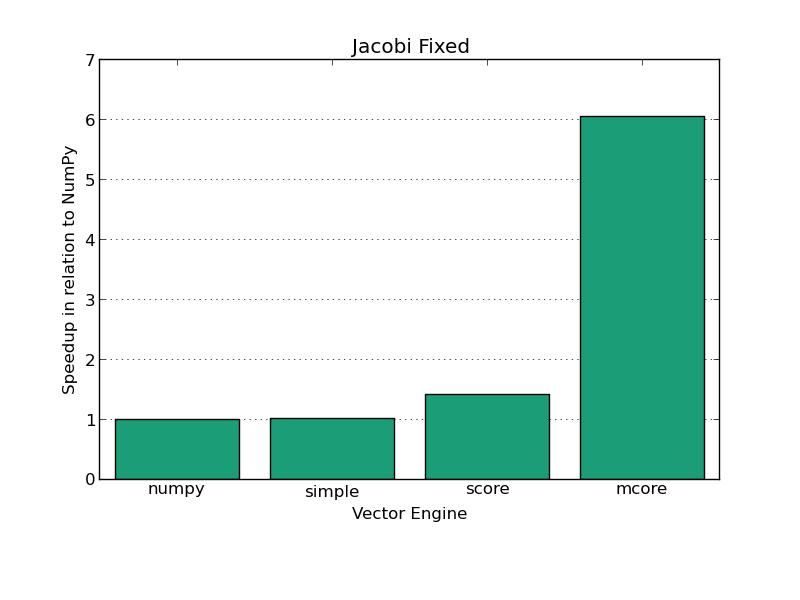 Jacobi Fixed
7
6
5
4
3
2
1
0
Speedup in relation to NumPy
numpy simple score mcore
Vector Engine